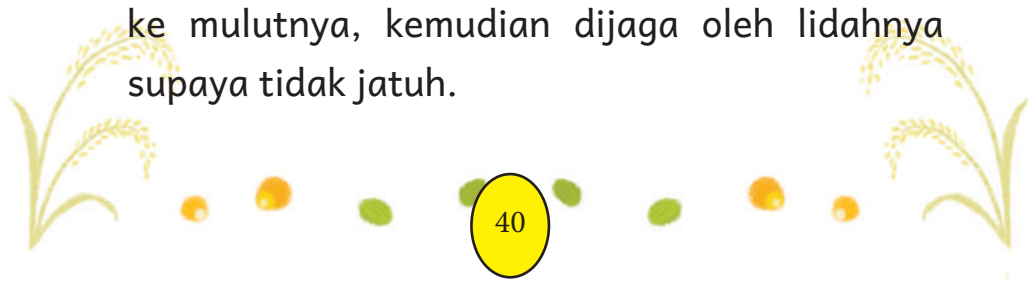 ke mulutnya, kemudian dijaga oleh lidahnya
supaya tidak jatuh.
40